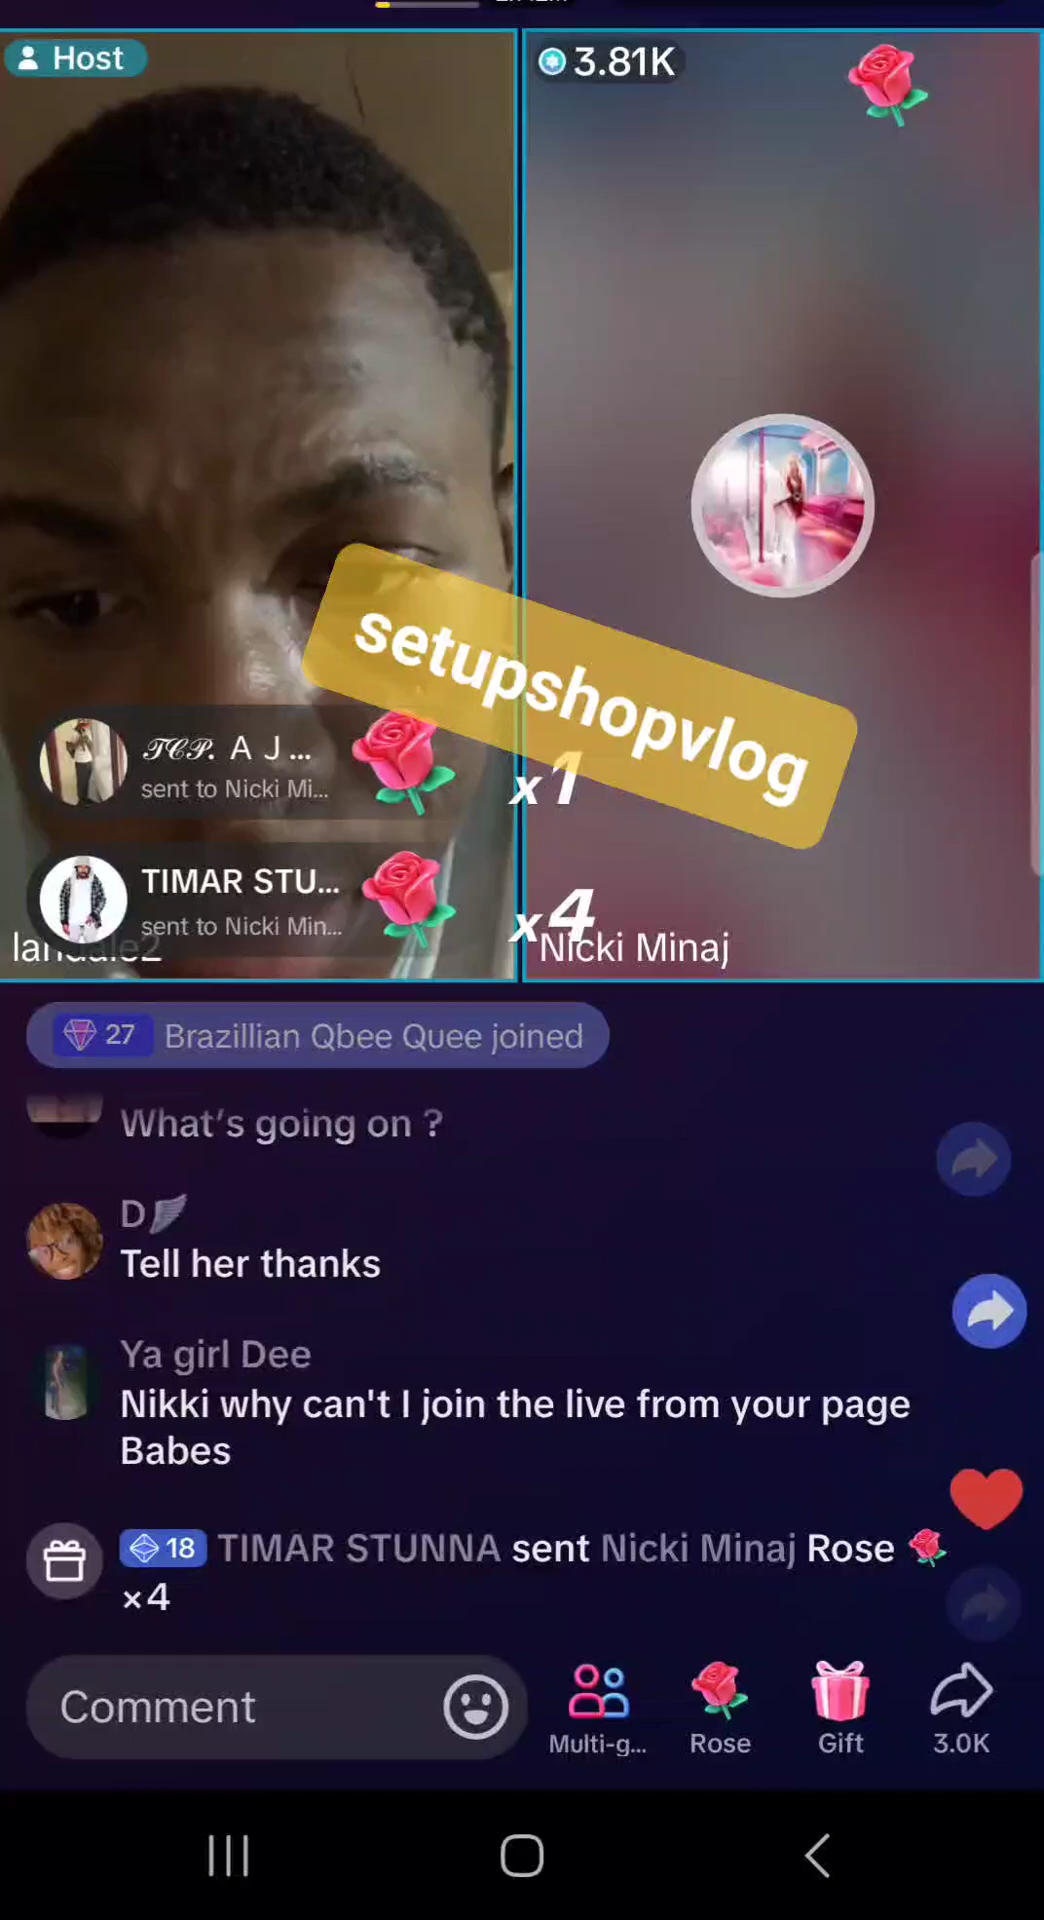 Host
3.81K
setupshopvlog
𝒯𝒞𝒫. A J ...
sent to Nicki Mi...
x1
TIMAR STU...
sent to Nicki Min...
x4
Nicki Minaj
27 Brazillian Qbee Quee joined
What's going on ?
D
Tell her thanks
Ya girl Dee
Nikki why can't I join the live from your page
Babes
18 TIMAR STUNNA sent Nicki Minaj Rose
×4
Comment
Multi-g...
Rose
Gift
3.0K